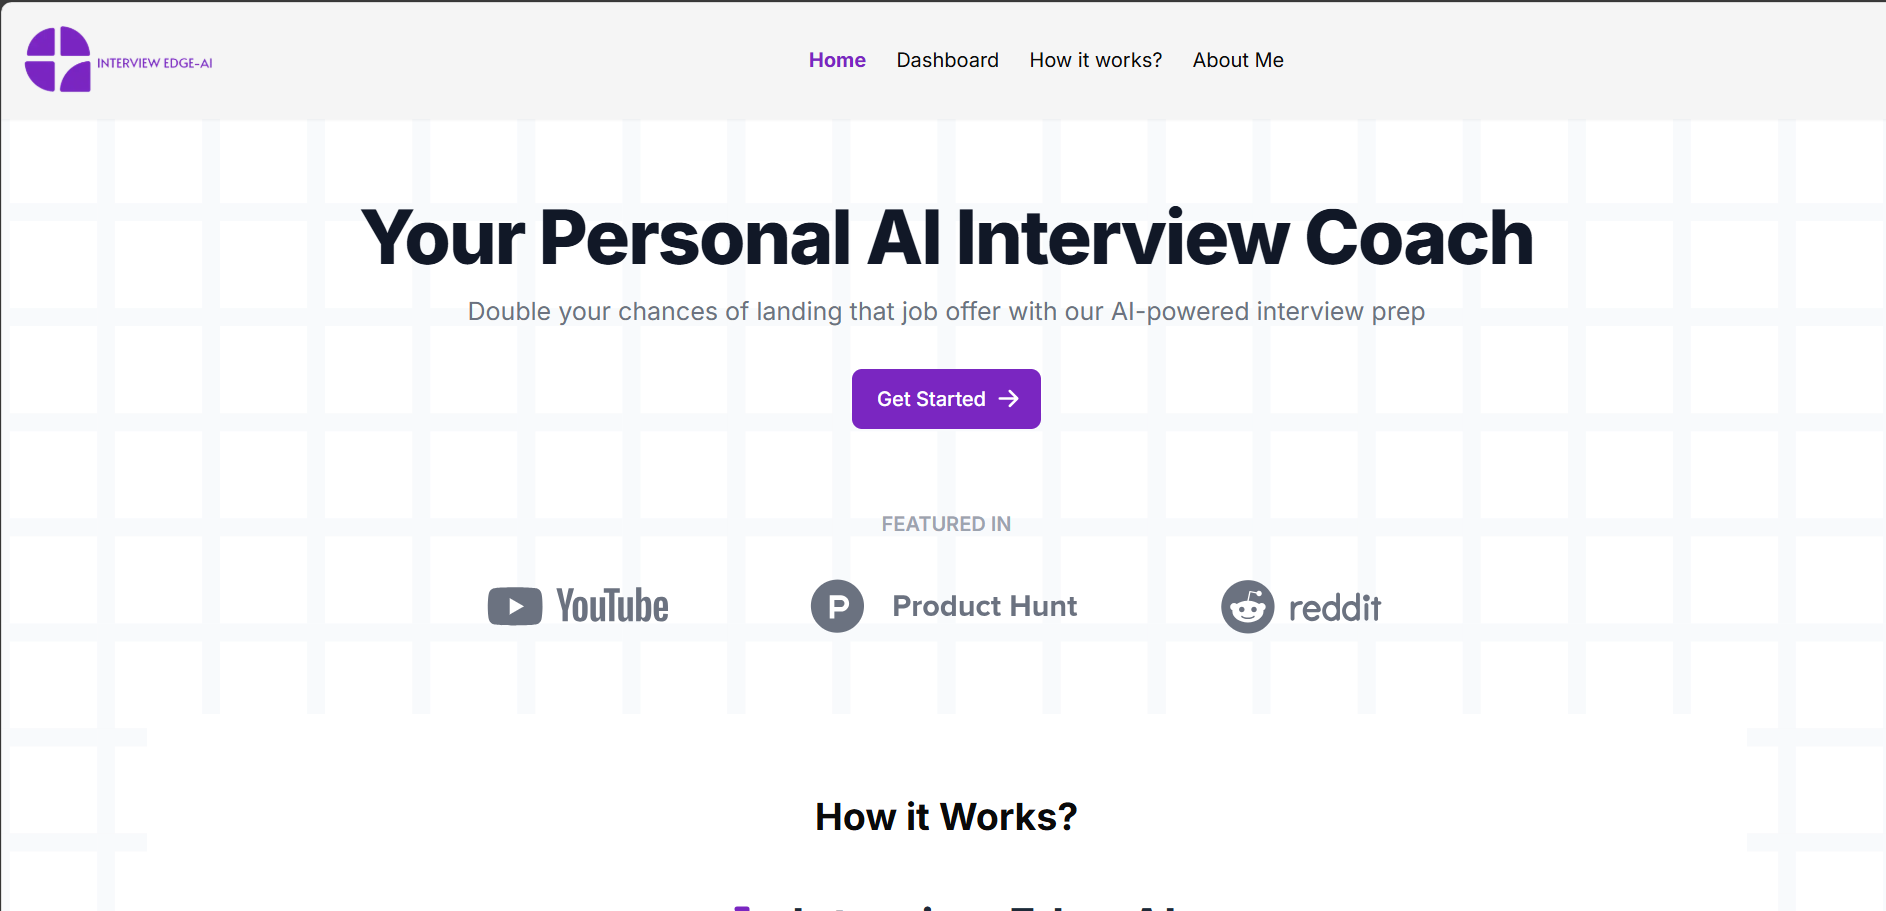 INTERVIEW EDGE-AI
Home Dashboard How it works? About Me
Your Personal AI Interview Coach
Double your chances of landing that job offer with our AI-powered interview prep
Get Started
FEATURED IN
YouTube Product Hunt reddit
How it Works?